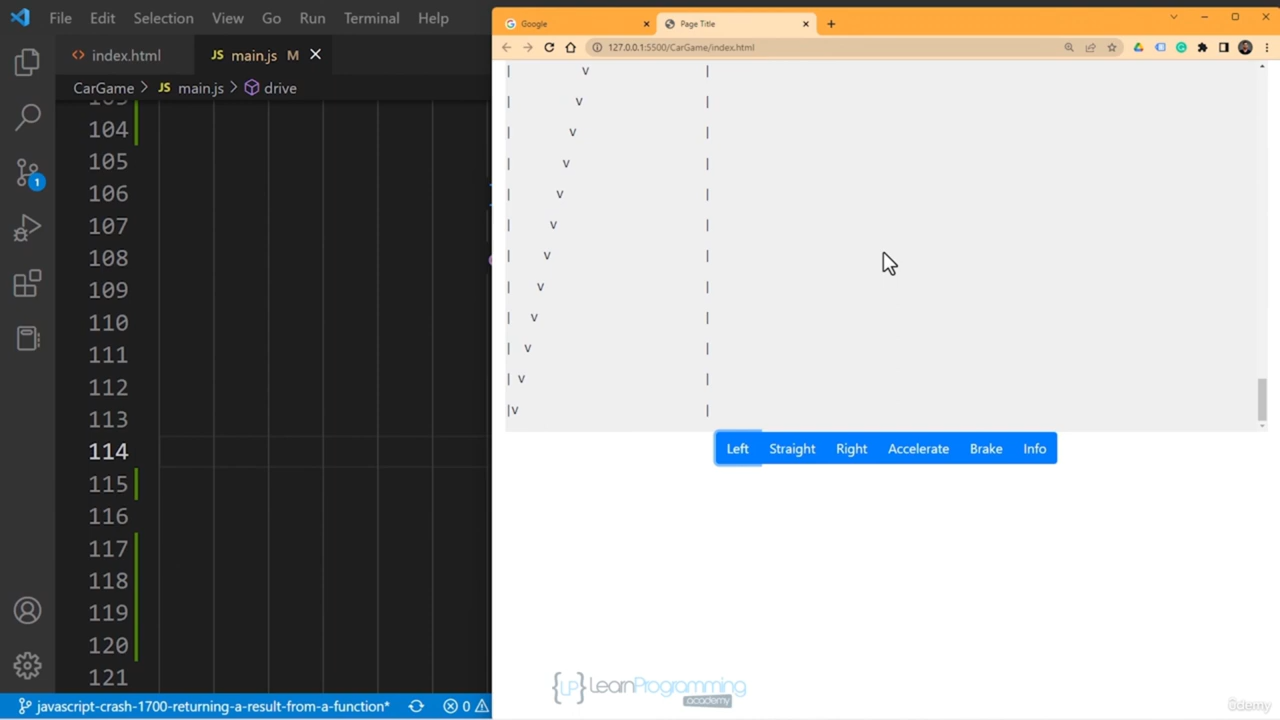 File Edit Selection View Go Run Terminal Help
index.html
JS main.js M
CarGame > JS main.js > drive
104
105
106
107
108
109
110
111
112
113
114
115
116
117
118
119
120
121
1
javascript-crash-1700-returning-a-result-from-a-function* 0
Google
Page Title
127.0.0.1:5500/CarGame/index.html
| v |
| v |
| v |
| v |
| v |
| v |
| v |
| v |
| v |
| v |
| v |
|v |
Left Straight Right Accelerate Brake Info
{LP} LearnProgramming
academy
ûdemy